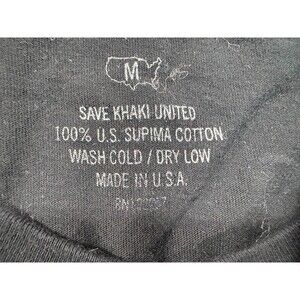 M
SAVE KHAKI UNITED
100% U.S. SUPIMA COTTON
WASH COLD / DRY LOW
MADE IN U.S.A.